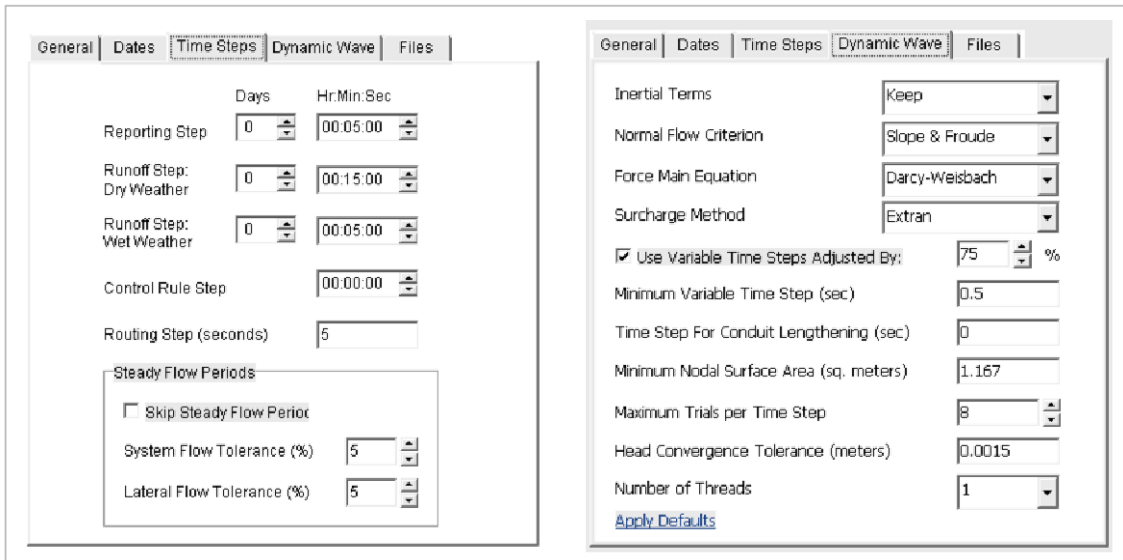 General Dates Time Steps Dynamic Wave Files
Days Hr:Min:Sec
Reporting Step 0 00:05:00
Runoff Step:
Dry Weather 0 00:15:00
Runoff Step:
Wet Weather 0 00:05:00
Control Rule Step 00:00:00
Routing Step (seconds) 5
Steady Flow Periods
Skip Steady Flow Period
System Flow Tolerance (%) 5
Lateral Flow Tolerance (%) 5
General Dates Time Steps Dynamic Wave Files
Inertial Terms Keep
Normal Flow Criterion Slope & Froude
Force Main Equation Darcy-Weisbach
Surcharge Method Extran
Use Variable Time Steps Adjusted By: 75 %
Minimum Variable Time Step (sec) 0.5
Time Step For Conduit Lengthening (sec) 0
Minimum Nodal Surface Area (sq. meters) 1.167
Maximum Trials per Time Step 8
Head Convergence Tolerance (meters) 0.0015
Number of Threads 1
Apply Defaults